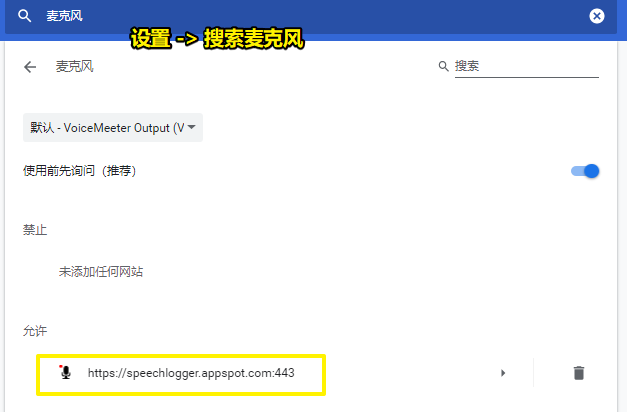 麦克风
设置 -> 搜索麦克风
麦克风
搜索
默认 - VoiceMeeter Output (V
使用前先询问（推荐）
禁止
未添加任何网站
允许
https://speechlogger.appspot.com:443